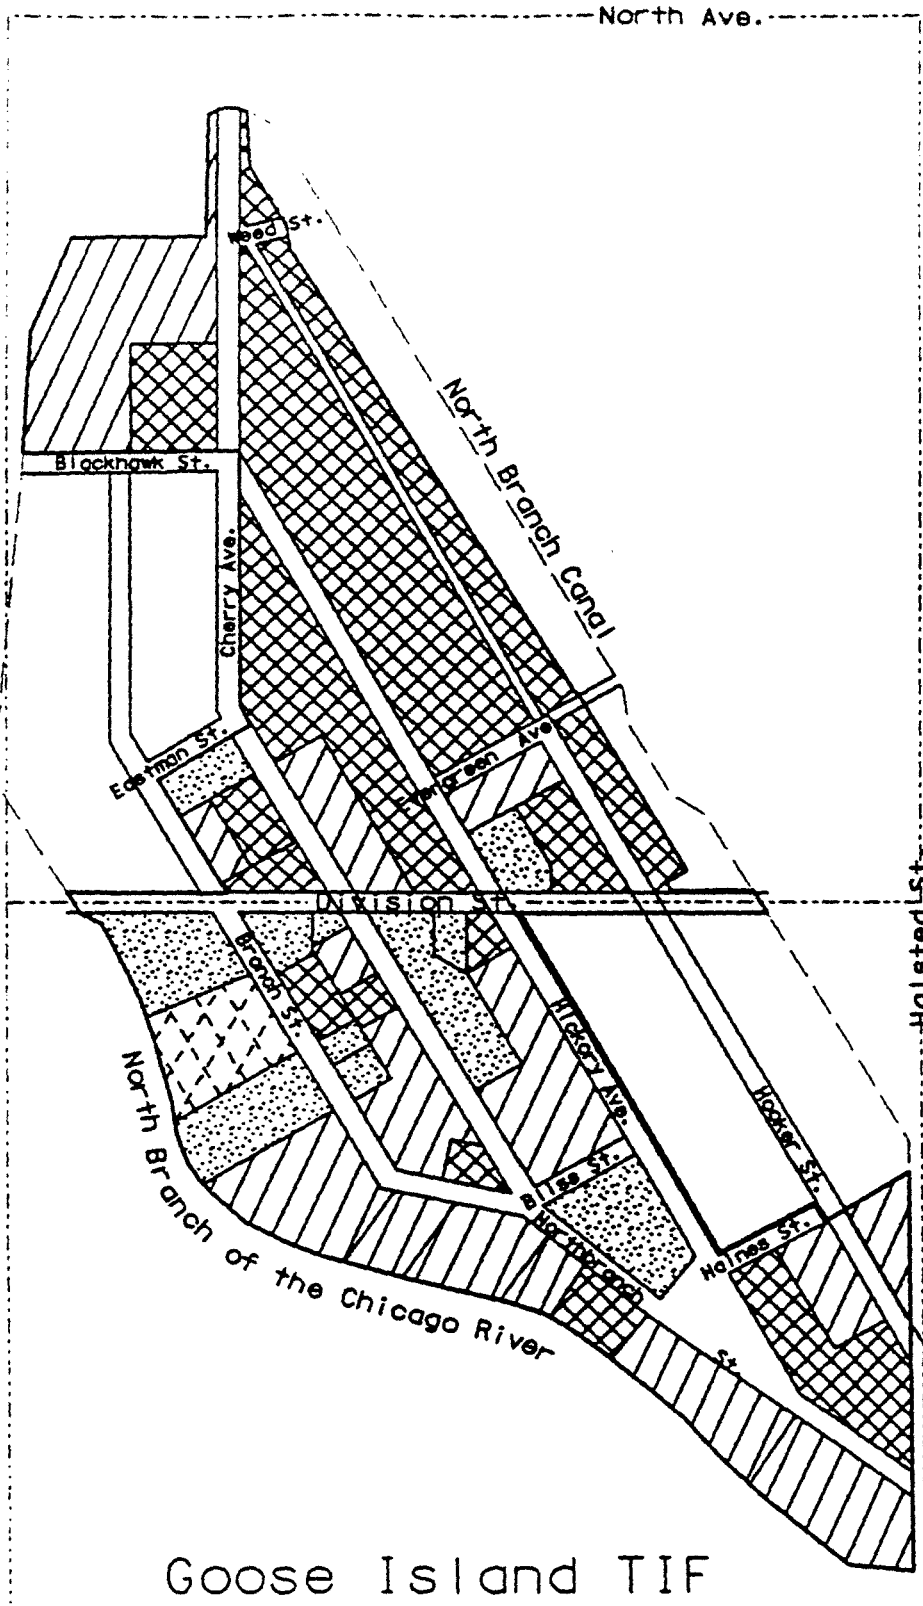 North Ave.
Weed St.
North Branch Canal
Blackhawk St.
Cherry Ave.
Eastman St.
Evergreen Ave
Division St.
Halsted St.
Branch St.
Hickory Ave.
Hooker St.
North Branch of the Chicago River
Bliss St.
Haines St.
Northbranch St.
Goose Island TIF